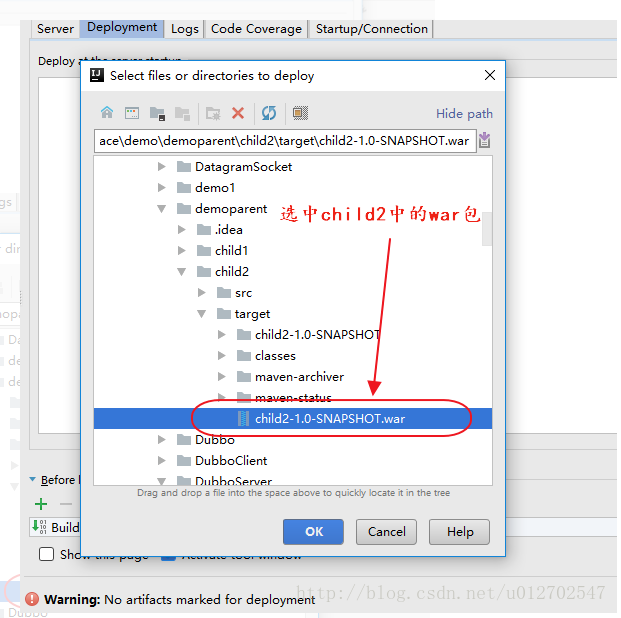 Server Deployment Logs Code Coverage Startup/Connection
Deploy at the server startup
Select files or directories to deploy
Hide path
ace\demo\demoparent\child2\target\child2-1.0-SNAPSHOT.war
DatagramSocket
demo1
demoparent
选中child2中的war包
.idea
child1
child2
src
target
child2-1.0-SNAPSHOT
classes
maven-archiver
maven-status
child2-1.0-SNAPSHOT.war
Dubbo
DubboClient
DubboServer
Drag and drop a file into the space above to quickly locate it in the tree
Before l
Build
OK Cancel Help
Show this page Activate tool window
http://blog.csdn.net/u012702547
Warning: No artifacts marked for deployment
Dubbo